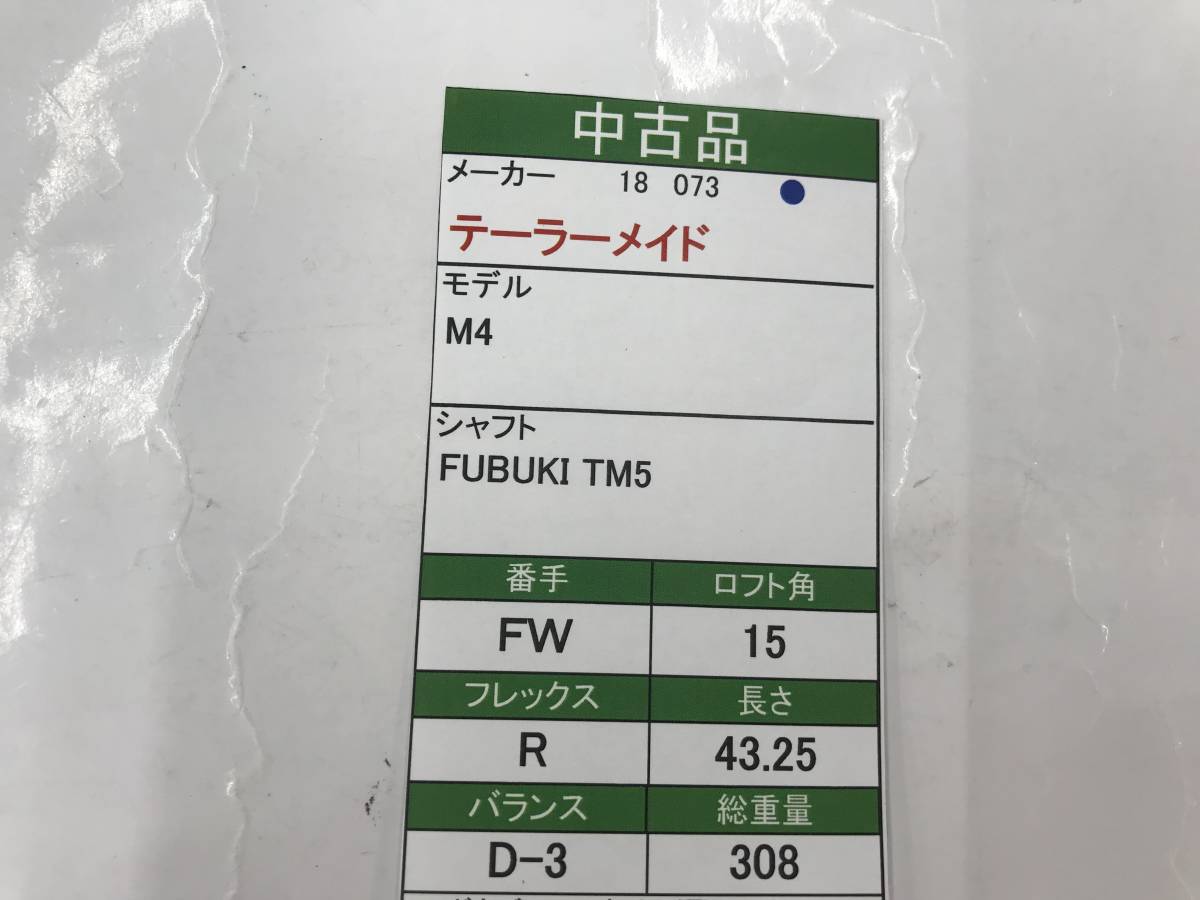 中古品
メーカー 18 073
テーラーメイド
モデル
M4
シャフト
FUBUKI TM5
番手 ロフト角
FW 15
フレックス 長さ
R 43.25
バランス 総重量
D-3 308